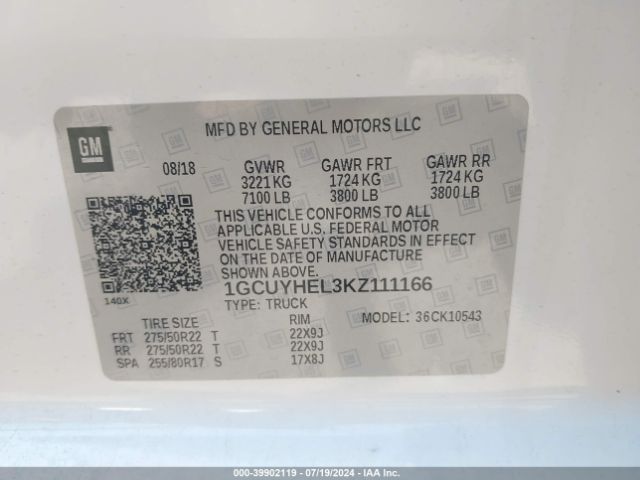 GM
MFD BY GENERAL MOTORS LLC
08/18 GVWR GAWR FRT GAWR RR
3221 KG 1724 KG 1724 KG
7100 LB 3800 LB 3800 LB
THIS VEHICLE CONFORMS TO ALL
APPLICABLE U.S. FEDERAL MOTOR
VEHICLE SAFETY STANDARDS IN EFFECT
ON THE DATE OF MANUFACTURE
SHOWN ABOVE.
140X
1GCUYHEL3KZ111166
TYPE: TRUCK MODEL: 36CK10543
TIRE SIZE RIM
FRT 275/50R22 T 22X9J
RR 275/50R22 T 22X9J
SPA 255/80R17 S 17X8J
000-39902119 - 07/19/2024 - IAA Inc.